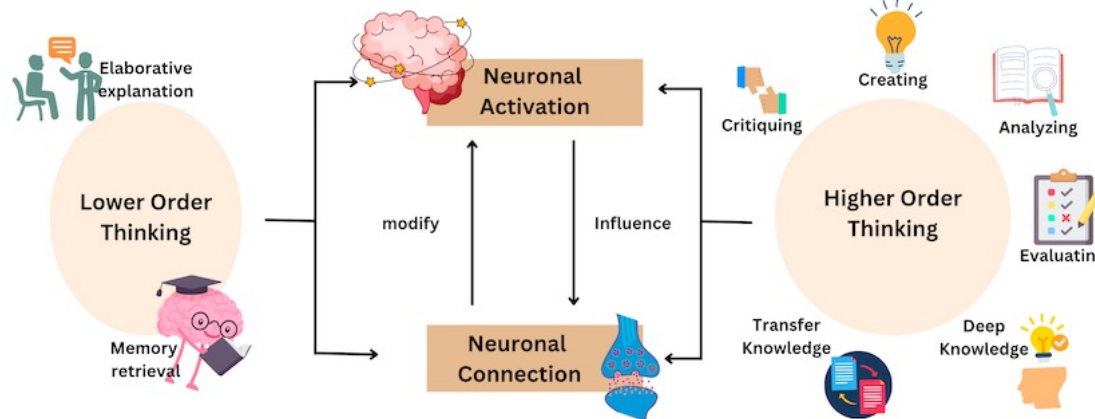 Elaborative
explanation
Lower Order
Thinking
Memory
retrieval
Neuronal
Activation
modify
Influence
Neuronal
Connection
Creating
Critiquing
Analyzing
Higher Order
Thinking
Evaluatin
Transfer
Knowledge
Deep
Knowledge